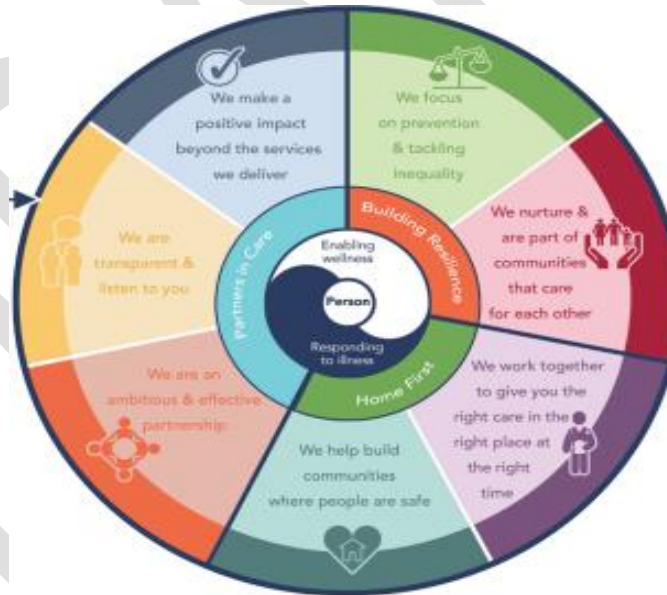 We make a
positive impact
beyond the services
we deliver
We focus
on prevention
& tackling
inequality
We nurture &
are part of
communities
that care
for each other
We work together
to give you the
right care in the
right place at
the right
time
We help build
communities
where people are safe
We are an
ambitious & effective
partnership
We are
transparent &
listen to you
Partners in Care
Building Resilience
Home First
Enabling
wellness
Person
Responding
to illness